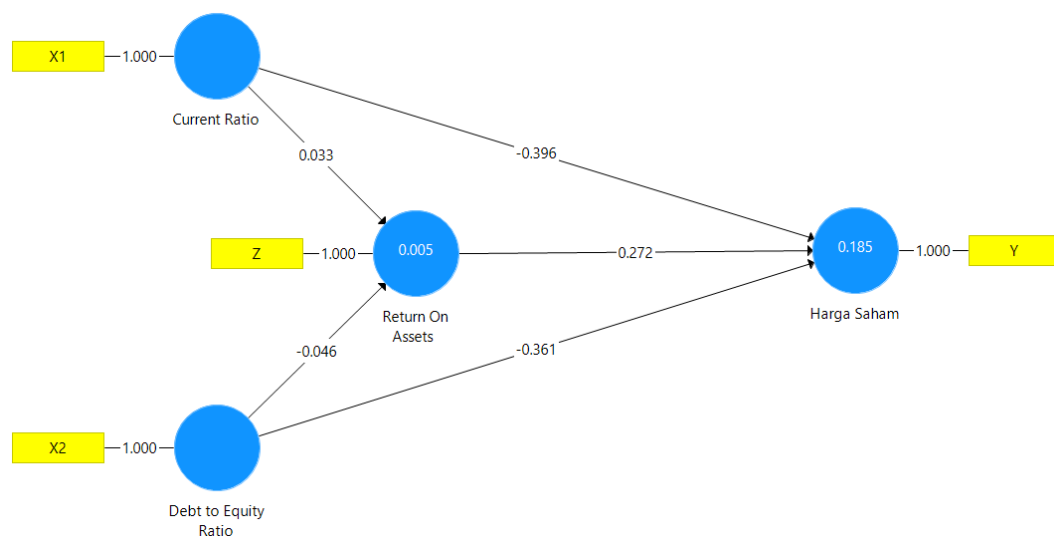 X1
1.000
Current Ratio
0.033
-0.396
Z
1.000
0.005
Return On
Assets
0.272
0.185
Harga Saham
1.000
Y
-0.046
-0.361
X2
1.000
Debt to Equity
Ratio